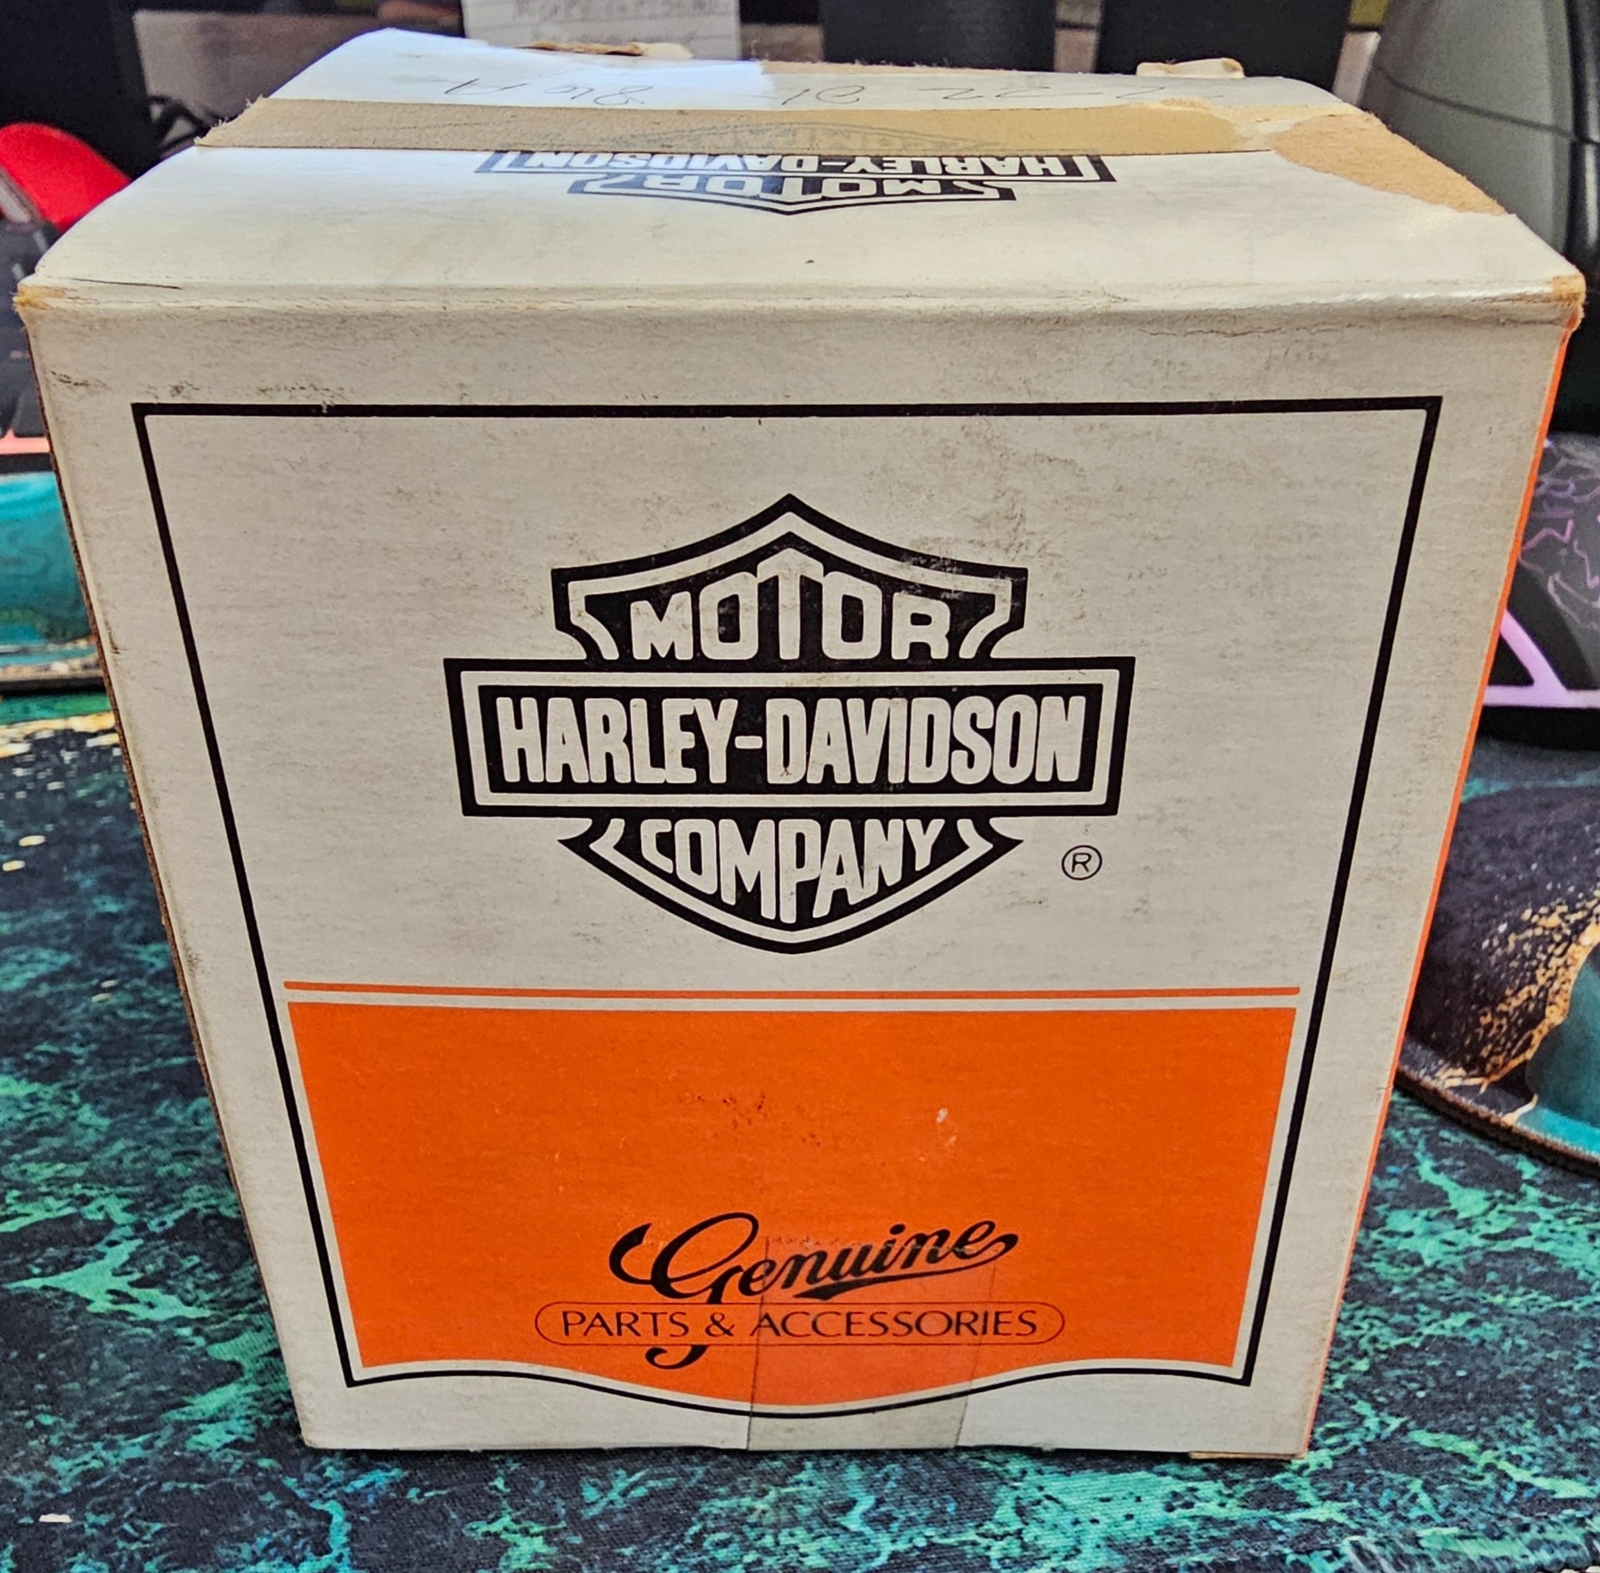 HARLEY-DAVIDSON
MOTOR
MOTOR
HARLEY-DAVIDSON
COMPANY
®
Genuine
PARTS & ACCESSORIES